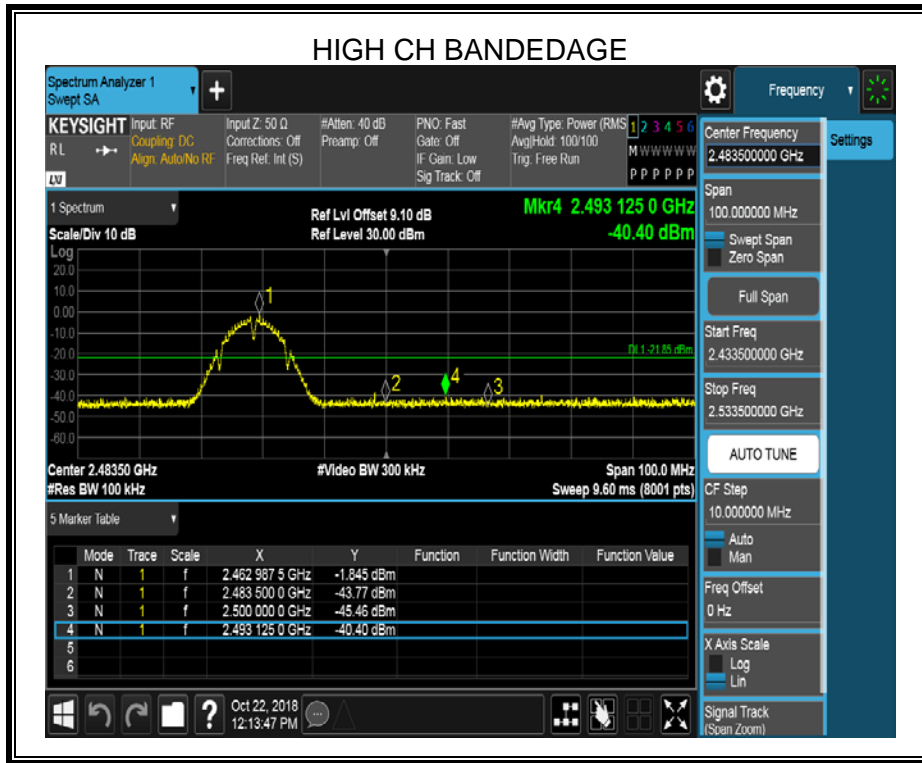 HIGH CH BANDEDAGE
Spectrum Analyzer 1
Swept SA
+
Frequency
KEYSIGHT
RL
LXI
Input: RF
Coupling: DC
Align: Auto/No RF
Input Z: 50 Ω
Corrections: Off
Freq Ref: Int (S)
#Atten: 40 dB
Preamp: Off
PNO: Fast
Gate: Off
IF Gain: Low
Sig Track: Off
#Avg Type: Power (RMS
Avg|Hold: 100/100
Trig: Free Run
1 2 3 4 5 6
M W W W W W
P P P P P P
1 Spectrum
Scale/Div 10 dB
Ref Lvl Offset 9.10 dB
Ref Level 30.00 dBm
Mkr4 2.493 125 0 GHz
-40.40 dBm
Log
20.0
10.0
0.00
-10.0
-20.0
-30.0
-40.0
-50.0
-60.0
1
2
4
3
DL1 -21.85 dBm
Center 2.48350 GHz
#Res BW 100 kHz
#Video BW 300 kHz
Span 100.0 MHz
Sweep 9.60 ms (8001 pts)
5 Marker Table
Mode Trace Scale X Y Function Function Width Function Value
1 N 1 f 2.462 987 5 GHz -1.845 dBm
2 N 1 f 2.483 500 0 GHz -43.77 dBm
3 N 1 f 2.500 000 0 GHz -45.46 dBm
4 N 1 f 2.493 125 0 GHz -40.40 dBm
5
6
?
Oct 22, 2018
12:13:47 PM
Center Frequency
2.483500000 GHz
Settings
Span
100.000000 MHz
Swept Span
Zero Span
Full Span
Start Freq
2.433500000 GHz
Stop Freq
2.533500000 GHz
AUTO TUNE
CF Step
10.000000 MHz
Auto
Man
Freq Offset
0 Hz
X Axis Scale
Log
Lin
Signal Track
(Span Zoom)